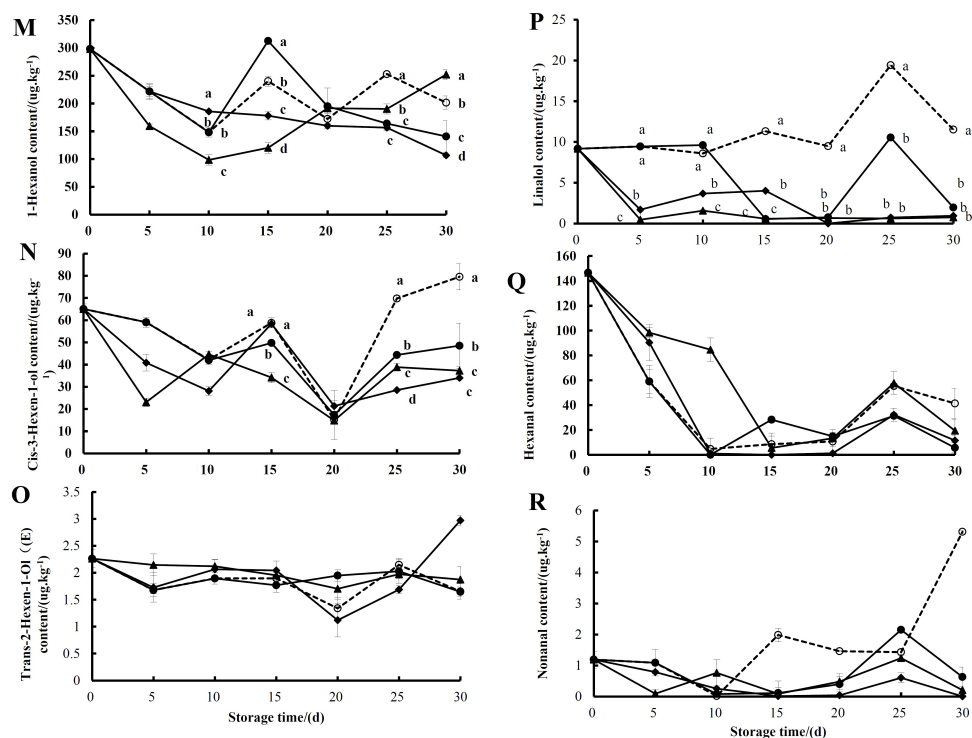 M
1-Hexanol content/(ug.kg-1)
350
300
250
200
150
100
50
0
a
b
b
c
a
b
c
d
a
b
c
a
b
c
d
0 5 10 15 20 25 30
N
Cis-3-Hexen-1-ol content/(ug.kg-
1)
90
80
70
60
50
40
30
20
10
0
a
a
b
c
a
b
c
d
a
b
c
c
0 5 10 15 20 25 30
O
Trans-2-Hexen-1-Ol ((E)
content/(ug.kg-1)
3.5
3
2.5
2
1.5
1
0.5
0
0 5 10 15 20 25 30
Storage time/(d)
P
Linalol content/(ug.kg-1)
25
20
15
10
5
0
a
a
b
c
a
a
b
c
a
b
c
a
b
b
b
a
a
b
b
a
b
b
b
0 5 10 15 20 25 30
Q
Hexanal content/(ug.kg-1)
160
140
120
100
80
60
40
20
0
0 5 10 15 20 25 30
R
Nonanal content/(ug.kg-1)
6
5
4
3
2
1
0
0 5 10 15 20 25 30
Storage time/(d)